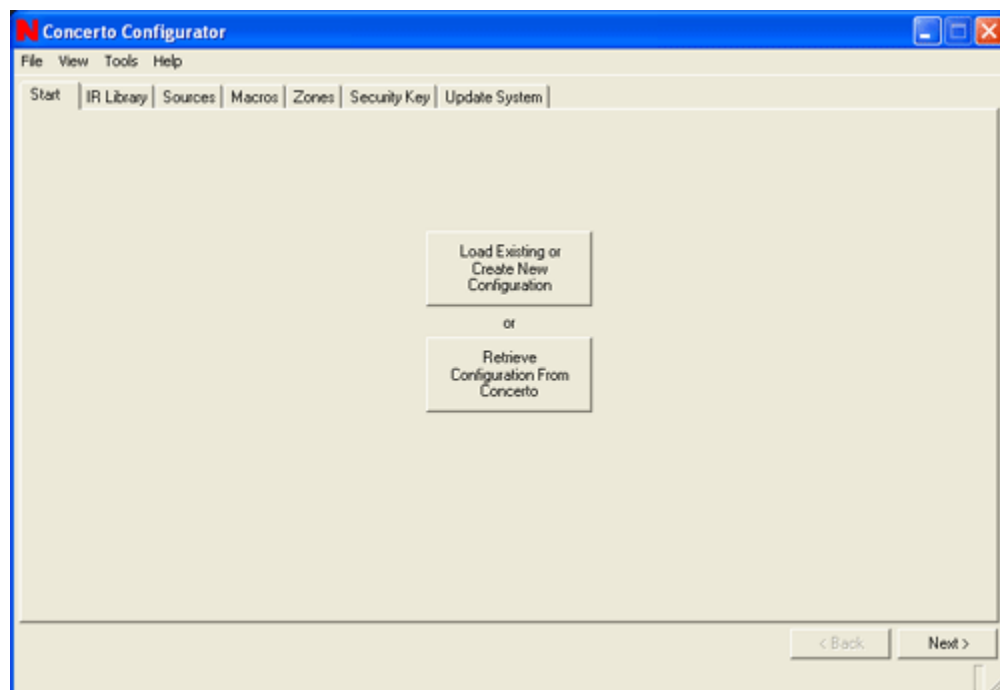 N Concerto Configurator
File View Tools Help
Start IR Library Sources Macros Zones Security Key Update System
Load Existing or
Create New
Configuration
or
Retrieve
Configuration From
Concerto
< Back Next >